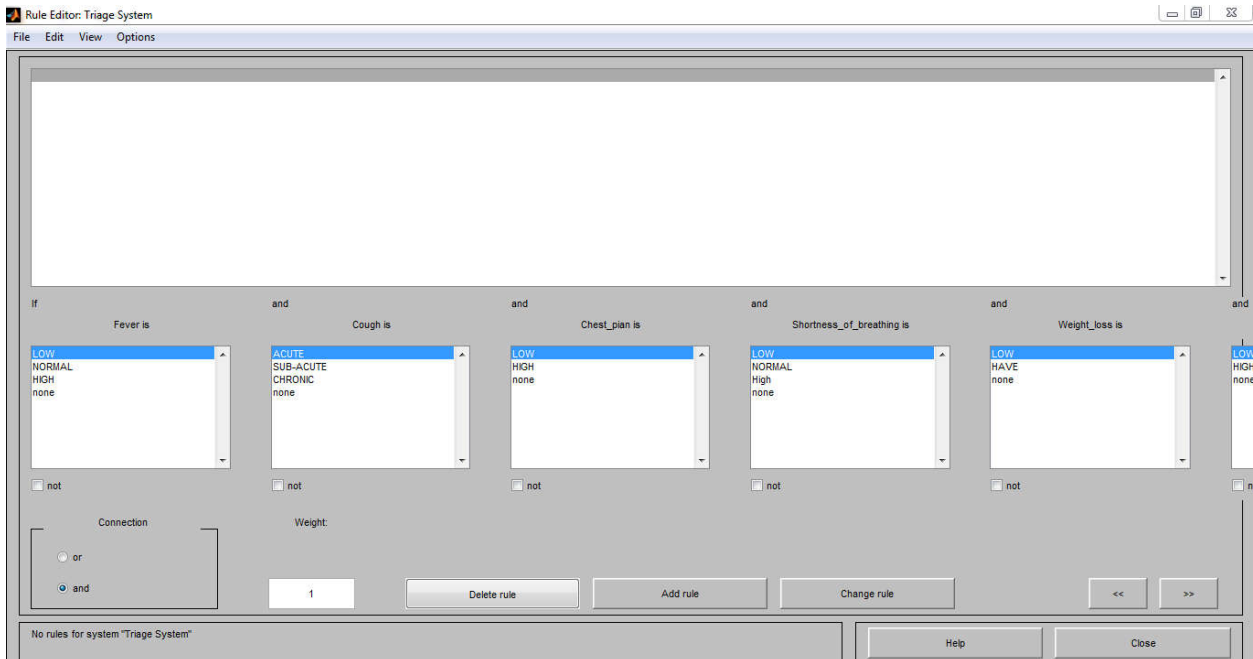 Rule Editor: Triage System
File Edit View Options
If and and and and and
Fever is Cough is Chest_pian is Shortness_of_breathing is Weight_loss is
LOW ACUTE LOW LOW LOW LOW
NORMAL SUB-ACUTE HIGH NORMAL HAVE HIGH
HIGH CHRONIC none High none none
none none none
not not not not not
Connection Weight:
or
and 1 Delete rule Add rule Change rule << >>
No rules for system "Triage System" Help Close